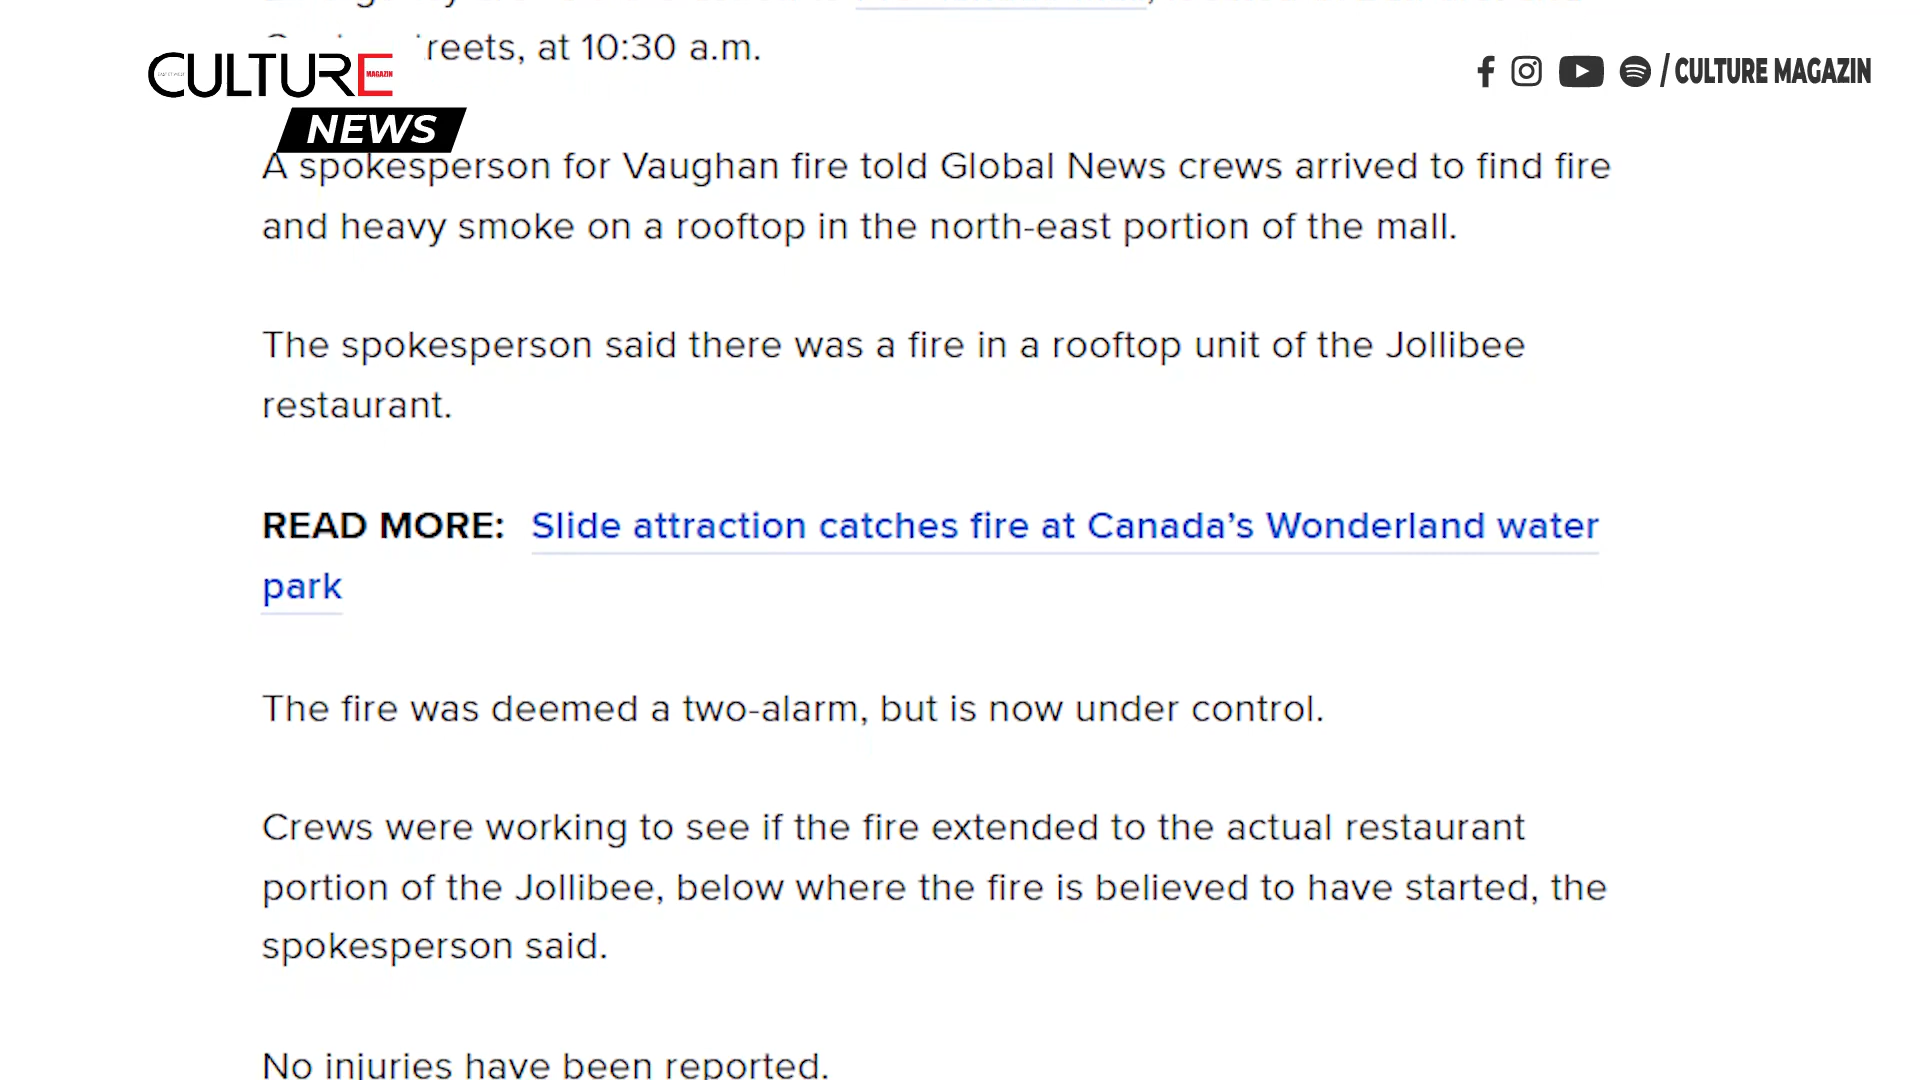 reets, at 10:30 a.m.
CULTURE
MAGAZIN
NEWS
/ CULTURE MAGAZIN
A spokesperson for Vaughan fire told Global News crews arrived to find fire
and heavy smoke on a rooftop in the north-east portion of the mall.
The spokesperson said there was a fire in a rooftop unit of the Jollibee
restaurant.
READ MORE: Slide attraction catches fire at Canada’s Wonderland water
park
The fire was deemed a two-alarm, but is now under control.
Crews were working to see if the fire extended to the actual restaurant
portion of the Jollibee, below where the fire is believed to have started, the
spokesperson said.
No injuries have been reported.